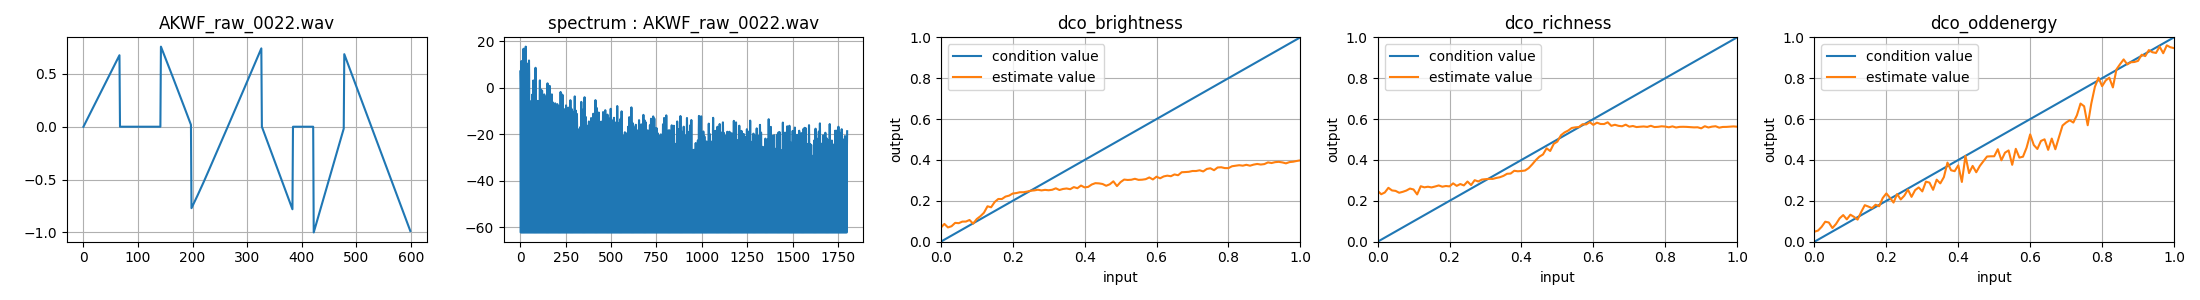 AKWF_raw_0022.wav
0.5
0.0
−0.5
−1.0
0 100 200 300 400 500 600
spectrum : AKWF_raw_0022.wav
20
0
−20
−40
−60
0 250 500 750 1000 1250 1500 1750
dco_brightness
condition value
estimate value
output
1.0
0.8
0.6
0.4
0.2
0.0
0.0 0.2 0.4 0.6 0.8 1.0
input
dco_richness
condition value
estimate value
output
1.0
0.8
0.6
0.4
0.2
0.0
0.0 0.2 0.4 0.6 0.8 1.0
input
dco_oddenergy
condition value
estimate value
output
1.0
0.8
0.6
0.4
0.2
0.0
0.0 0.2 0.4 0.6 0.8 1.0
input